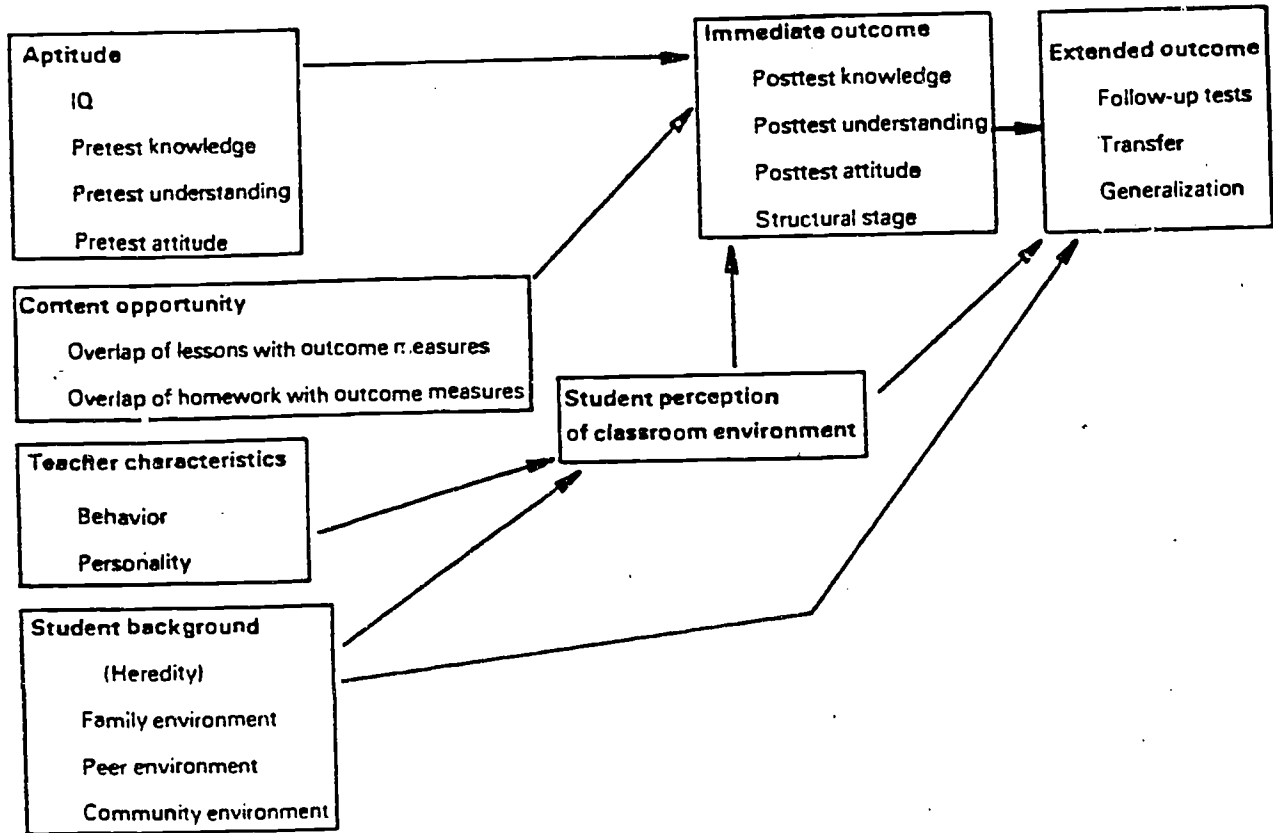 Aptitude
IQ
Pretest knowledge
Pretest understanding
Pretest attitude
Content opportunity
Overlap of lessons with outcome measures
Overlap of homework with outcome measures
Teacher characteristics
Behavior
Personality
Student background
(Heredity)
Family environment
Peer environment
Community environment
Student perception
of classroom environment
Immediate outcome
Posttest knowledge
Posttest understanding
Posttest attitude
Structural stage
Extended outcome
Follow-up tests
Transfer
Generalization